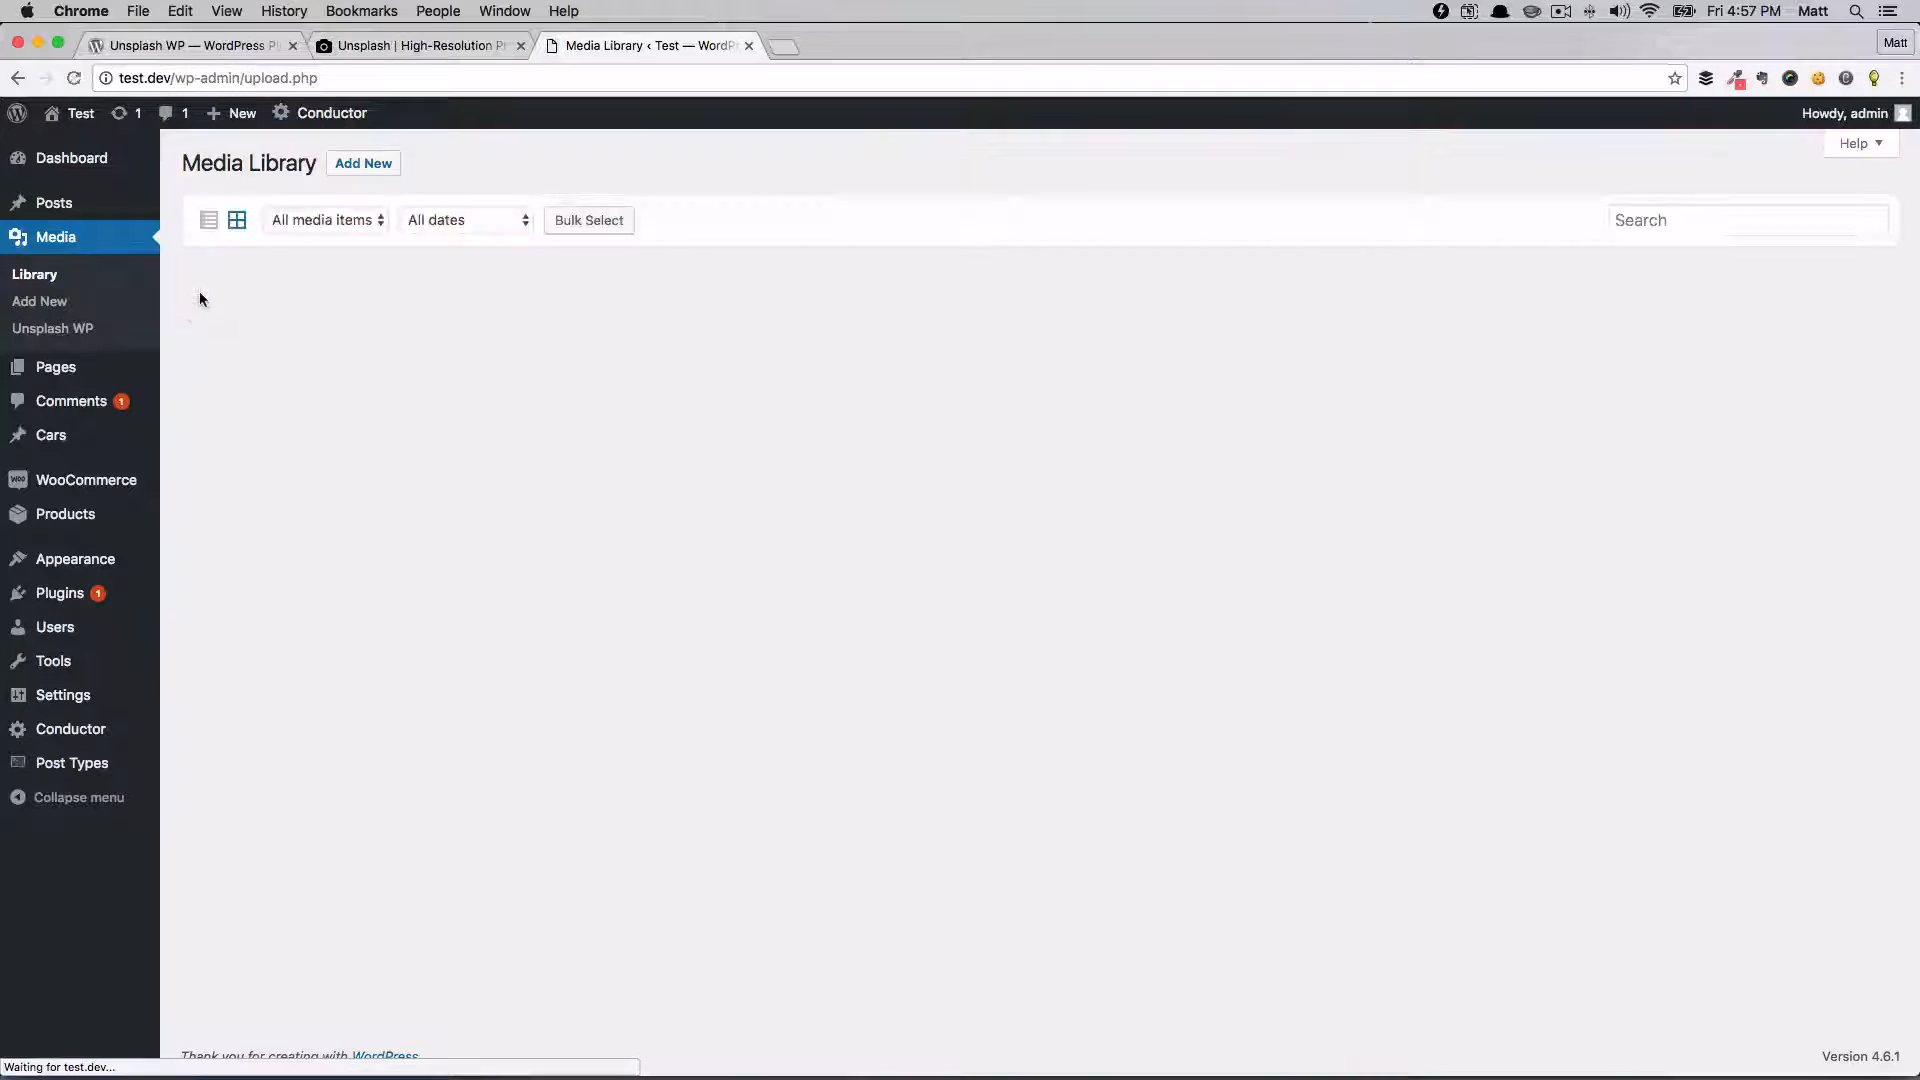 Chrome File Edit View History Bookmarks People Window Help Fri 4:57 PM Matt
Unsplash WP — WordPress Pl Unsplash | High-Resolution P Media Library ‹ Test — WordPr Matt
test.dev/wp-admin/upload.php
Test 1 1 New Conductor Howdy, admin
Help
Dashboard
Posts
Media
Library
Add New
Unsplash WP
Pages
Comments 1
Cars
WooCommerce
Products
Appearance
Plugins 1
Users
Tools
Settings
Conductor
Post Types
Collapse menu
Media Library Add New
All media items All dates Bulk Select Search
Thank you for creating with WordPress
Version 4.6.1
Waiting for test.dev...